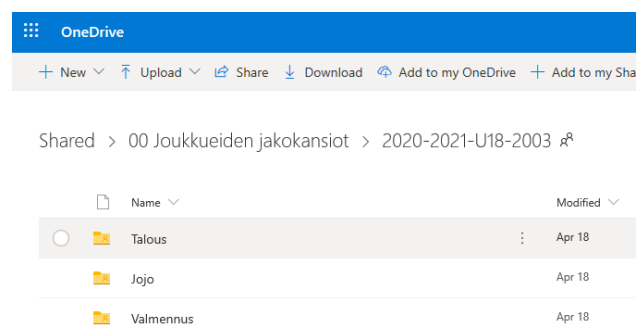 OneDrive
New Upload Share Download Add to my OneDrive Add to my Sha
Shared > 00 Joukkueiden jakokansiot > 2020-2021-U18-2003
Name Modified
Talous Apr 18
Jojo Apr 18
Valmennus Apr 18